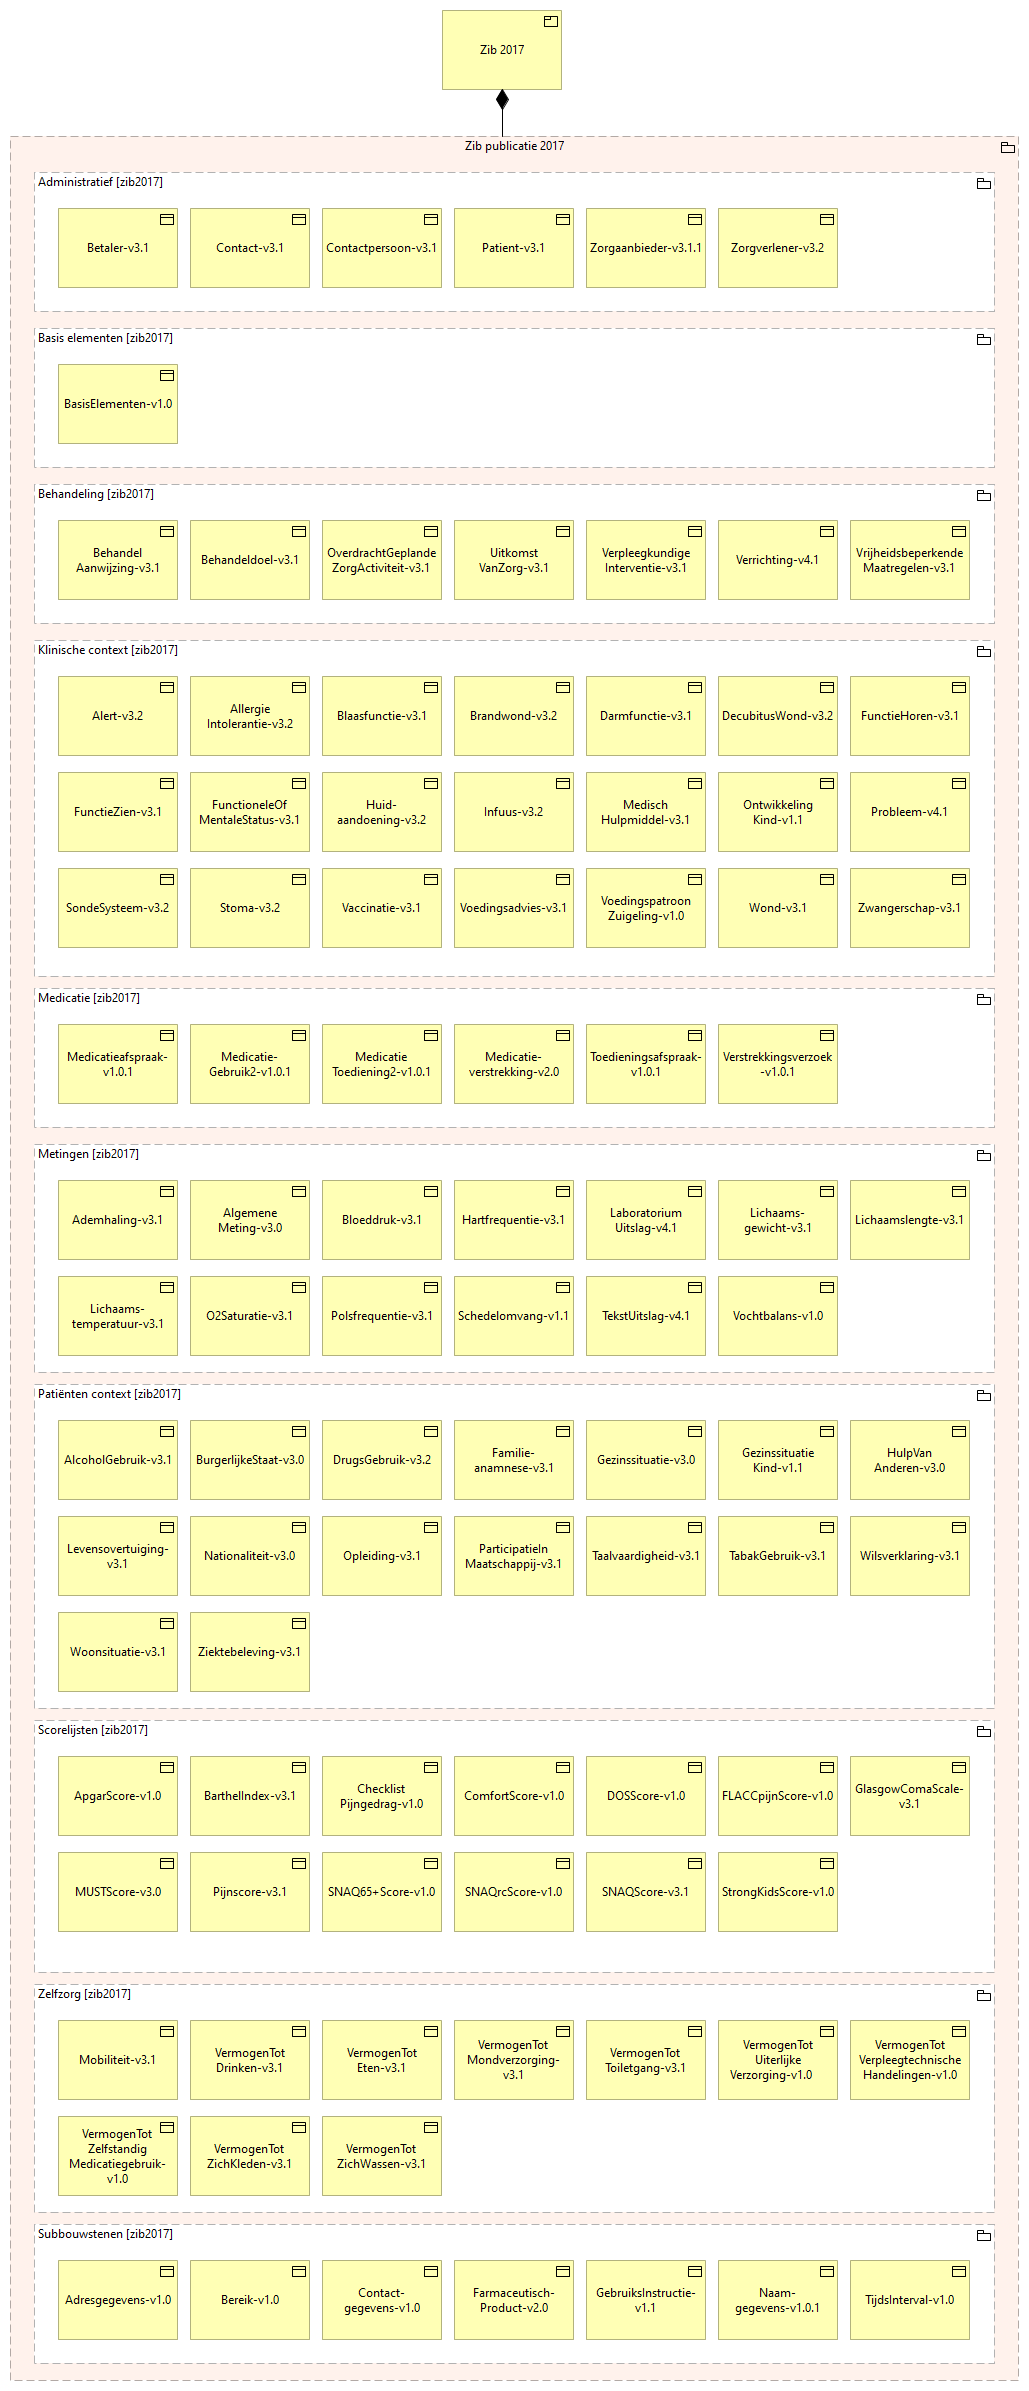 Zib 2017
Zib publicatie 2017
Administratief [zib2017]
Betaler-v3.1
Contact-v3.1
Contactpersoon-v3.1
Patient-v3.1
Zorgaanbieder-v3.1.1
Zorgverlener-v3.2
Basis elementen [zib2017]
BasisElementen-v1.0
Behandeling [zib2017]
Behandel
Aanwijzing-v3.1
Behandeldoel-v3.1
OverdrachtGeplande
ZorgActiviteit-v3.1
Uitkomst
VanZorg-v3.1
Verpleegkundige
Interventie-v3.1
Verrichting-v4.1
Vrijheidsbeperkende
Maatregelen-v3.1
Klinische context [zib2017]
Alert-v3.2
Allergie
Intolerantie-v3.2
Blaasfunctie-v3.1
Brandwond-v3.2
Darmfunctie-v3.1
DecubitusWond-v3.2
FunctieHoren-v3.1
FunctieZien-v3.1
FunctioneleOf
MentaleStatus-v3.1
Huid-
aandoening-v3.2
Infuus-v3.2
Medisch
Hulpmiddel-v3.1
Ontwikkeling
Kind-v1.1
Probleem-v4.1
SondeSysteem-v3.2
Stoma-v3.2
Vaccinatie-v3.1
Voedingsadvies-v3.1
Voedingspatroon
Zuigeling-v1.0
Wond-v3.1
Zwangerschap-v3.1
Medicatie [zib2017]
Medicatieafspraak-
v1.0.1
Medicatie-
Gebruik2-v1.0.1
Medicatie
Toediening2-v1.0.1
Medicatie-
verstrekking-v2.0
Toedieningsafspraak-
v1.0.1
Verstrekkingsverzoek
-v1.0.1
Metingen [zib2017]
Ademhaling-v3.1
Algemene
Meting-v3.0
Bloeddruk-v3.1
Hartfrequentie-v3.1
Laboratorium
Uitslag-v4.1
Lichaams-
gewicht-v3.1
Lichaamslengte-v3.1
Lichaams-
temperatuur-v3.1
O2Saturatie-v3.1
Polsfrequentie-v3.1
Schedelomvang-v1.1
TekstUitslag-v4.1
Vochtbalans-v1.0
Patiënten context [zib2017]
AlcoholGebruik-v3.1
BurgerlijkeStaat-v3.0
DrugsGebruik-v3.2
Familie-
anamnese-v3.1
Gezinssituatie-v3.0
Gezinssituatie
Kind-v1.1
HulpVan
Anderen-v3.0
Levensovertuiging-
v3.1
Nationaliteit-v3.0
Opleiding-v3.1
ParticipatieIn
Maatschappij-v3.1
Taalvaardigheid-v3.1
TabakGebruik-v3.1
Wilsverklaring-v3.1
Woonsituatie-v3.1
Ziektebeleving-v3.1
Scorelijsten [zib2017]
ApgarScore-v1.0
BarthelIndex-v3.1
Checklist
Pijngedrag-v1.0
ComfortScore-v1.0
DOSScore-v1.0
FLACCpijnScore-v1.0
GlasgowComaScale-
v3.1
MUSTScore-v3.0
Pijnscore-v3.1
SNAQ65+Score-v1.0
SNAQrcScore-v1.0
SNAQScore-v3.1
StrongKidsScore-v1.0
Zelfzorg [zib2017]
Mobiliteit-v3.1
VermogenTot
Drinken-v3.1
VermogenTot
Eten-v3.1
VermogenTot
Mondverzorging-
v3.1
VermogenTot
Toiletgang-v3.1
VermogenTot
Uiterlijke
Verzorging-v1.0
VermogenTot
Verpleegtechnische
Handelingen-v1.0
VermogenTot
Zelfstandig
Medicatiegebruik-
v1.0
VermogenTot
ZichKleden-v3.1
VermogenTot
ZichWassen-v3.1
Subbouwstenen [zib2017]
Adresgegevens-v1.0
Bereik-v1.0
Contact-
gegevens-v1.0
Farmaceutisch-
Product-v2.0
GebruiksInstructie-
v1.1
Naam-
gegevens-v1.0.1
TijdsInterval-v1.0